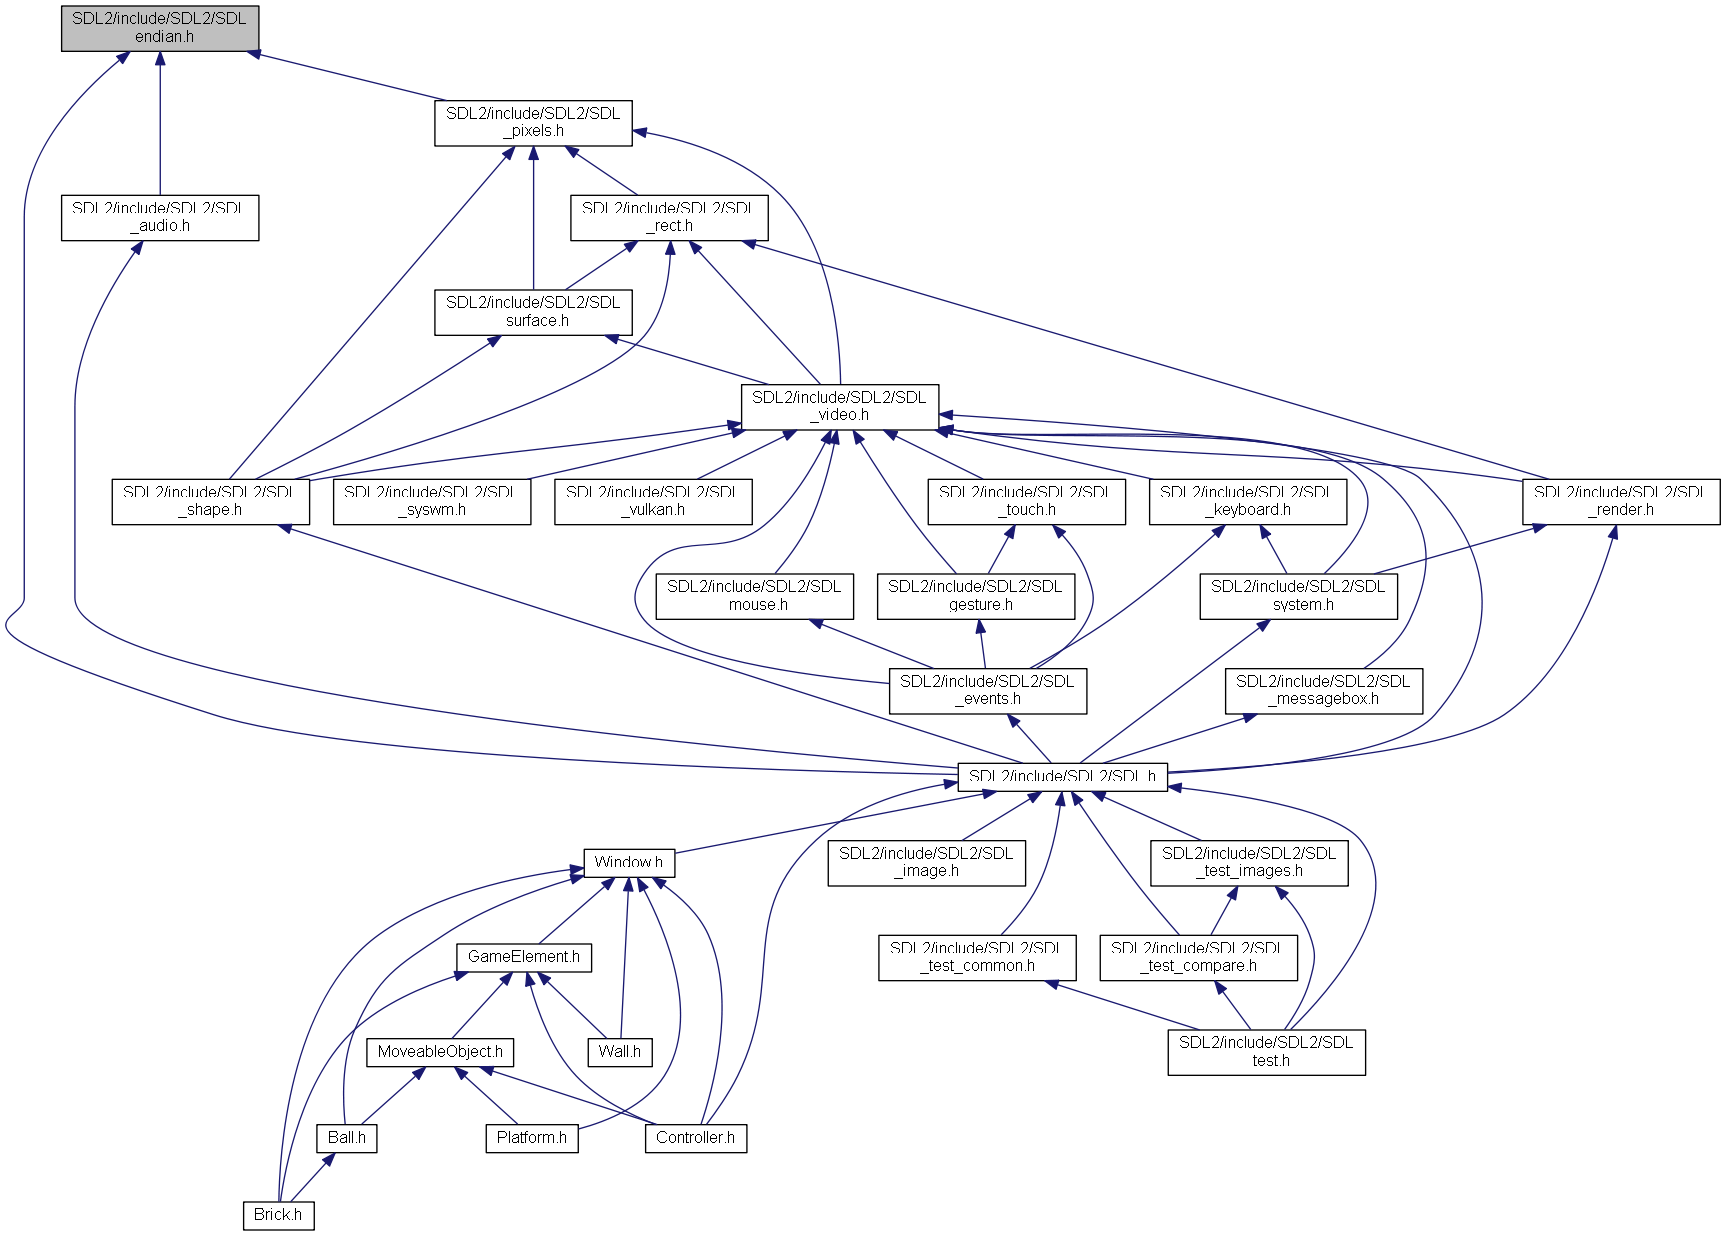 SDL2/include/SDL2/SDL
endian.h
SDL2/include/SDL2/SDL
_pixels.h
SDL2/include/SDL2/SDL
_audio.h
SDL2/include/SDL2/SDL
_rect.h
SDL2/include/SDL2/SDL
surface.h
SDL2/include/SDL2/SDL
_video.h
SDL2/include/SDL2/SDL
_shape.h
SDL2/include/SDL2/SDL
_syswm.h
SDL2/include/SDL2/SDL
_vulkan.h
SDL2/include/SDL2/SDL
_touch.h
SDL2/include/SDL2/SDL
_keyboard.h
SDL2/include/SDL2/SDL
_render.h
SDL2/include/SDL2/SDL
mouse.h
SDL2/include/SDL2/SDL
gesture.h
SDL2/include/SDL2/SDL
system.h
SDL2/include/SDL2/SDL
_events.h
SDL2/include/SDL2/SDL
_messagebox.h
SDL2/include/SDL2/SDL.h
Window.h
SDL2/include/SDL2/SDL
_image.h
SDL2/include/SDL2/SDL
_test_images.h
GameElement.h
SDL2/include/SDL2/SDL
_test_common.h
SDL2/include/SDL2/SDL
_test_compare.h
MoveableObject.h
Wall.h
SDL2/include/SDL2/SDL
test.h
Ball.h
Platform.h
Controller.h
Brick.h